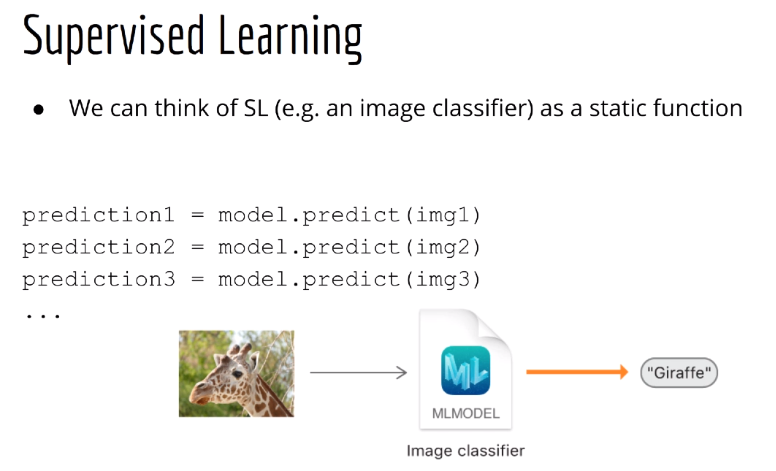 Supervised Learning
● We can think of SL (e.g. an image classifier) as a static function
prediction1 = model.predict(img1)
prediction2 = model.predict(img2)
prediction3 = model.predict(img3)
...
ML
MLMODEL
"Giraffe"
Image classifier